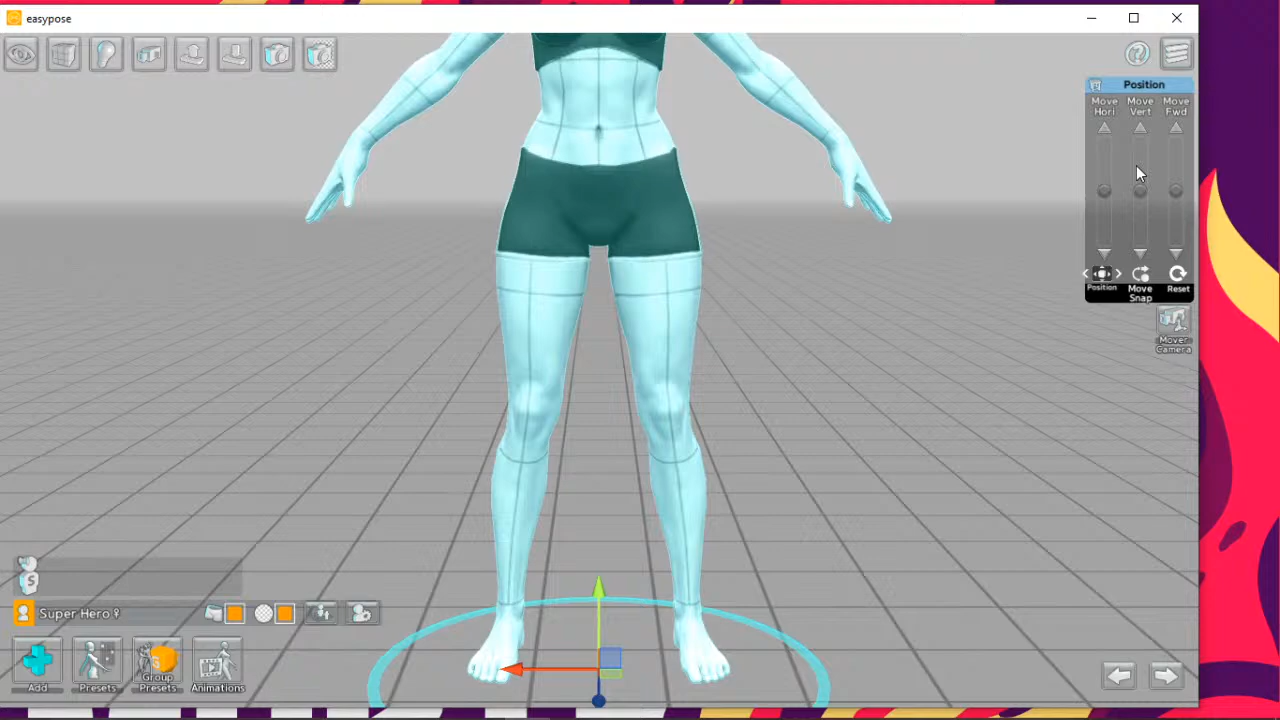 easypose
Position
Move Hori
Move Vert
Move Fwd
Position
Move Snap
Reset
Mover Camera
S
Super Hero♀
Add
Presets
Group Presets
Animations